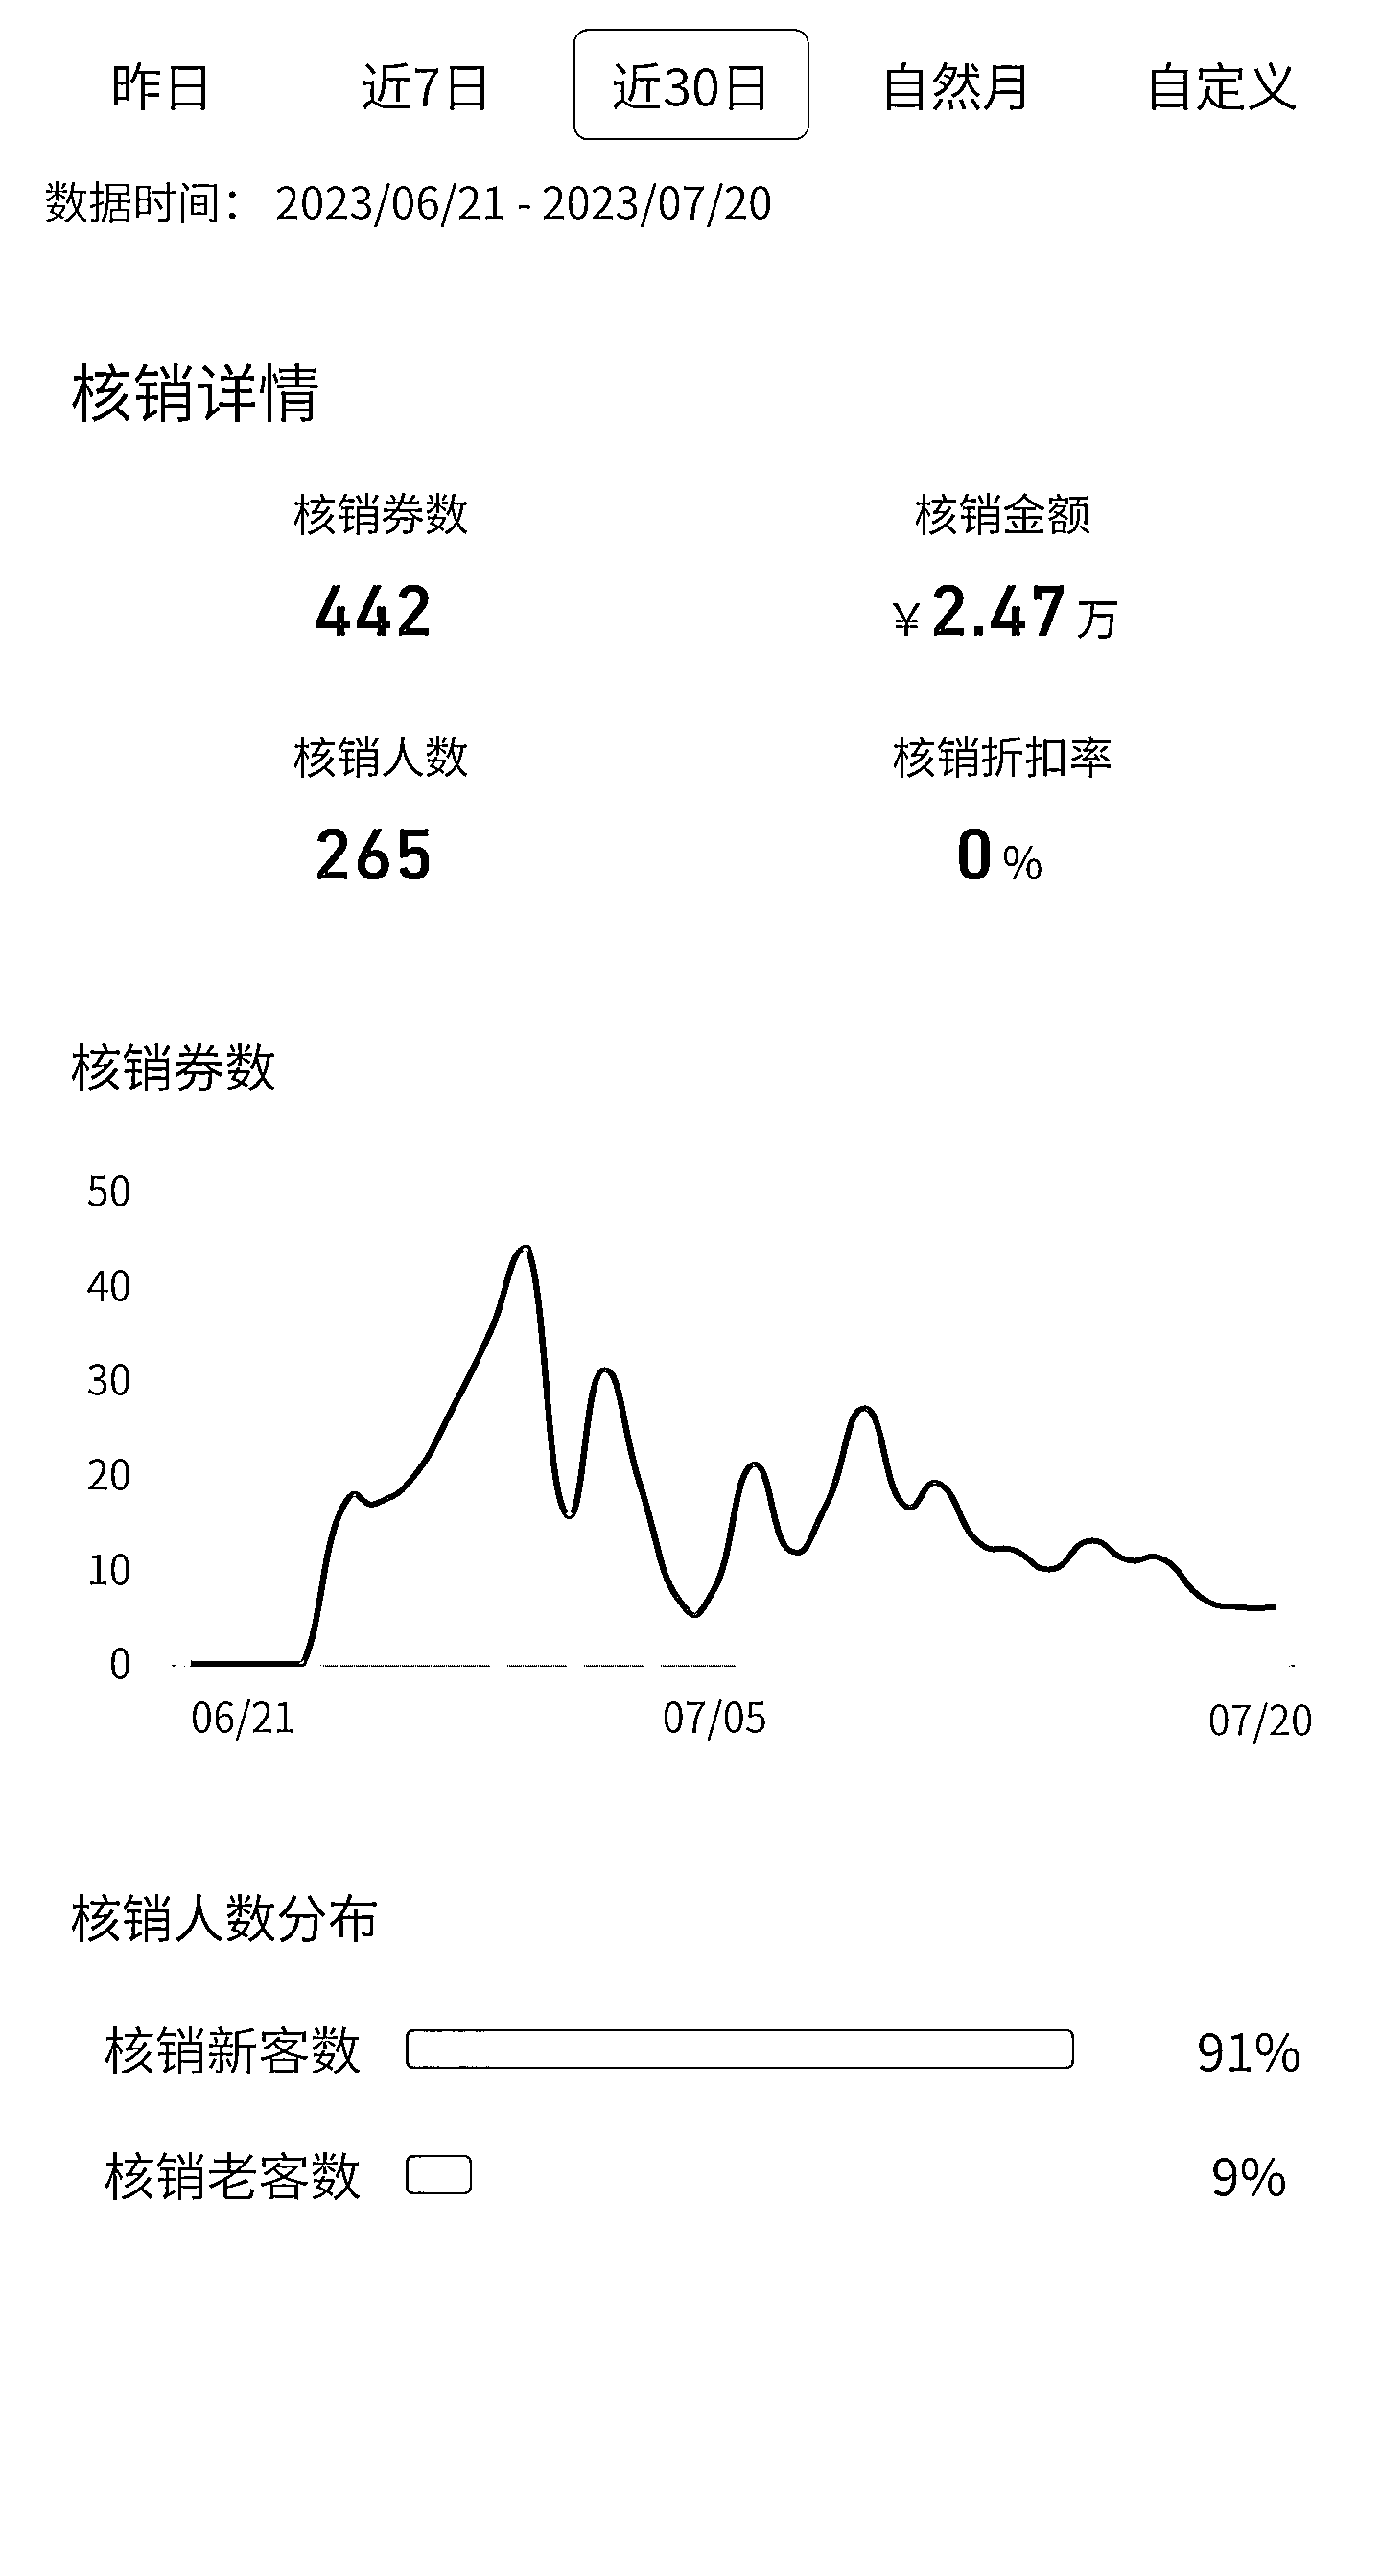 昨日 近7日 近30日 自然月 自定义
数据时间： 2023/06/21 - 2023/07/20
核销详情
核销券数 核销金额
442 ¥2.47万
核销人数 核销折扣率
265 0%
核销券数
50
40
30
20
10
0
06/21 07/05 07/20
核销人数分布
核销新客数 91%
核销老客数 9%